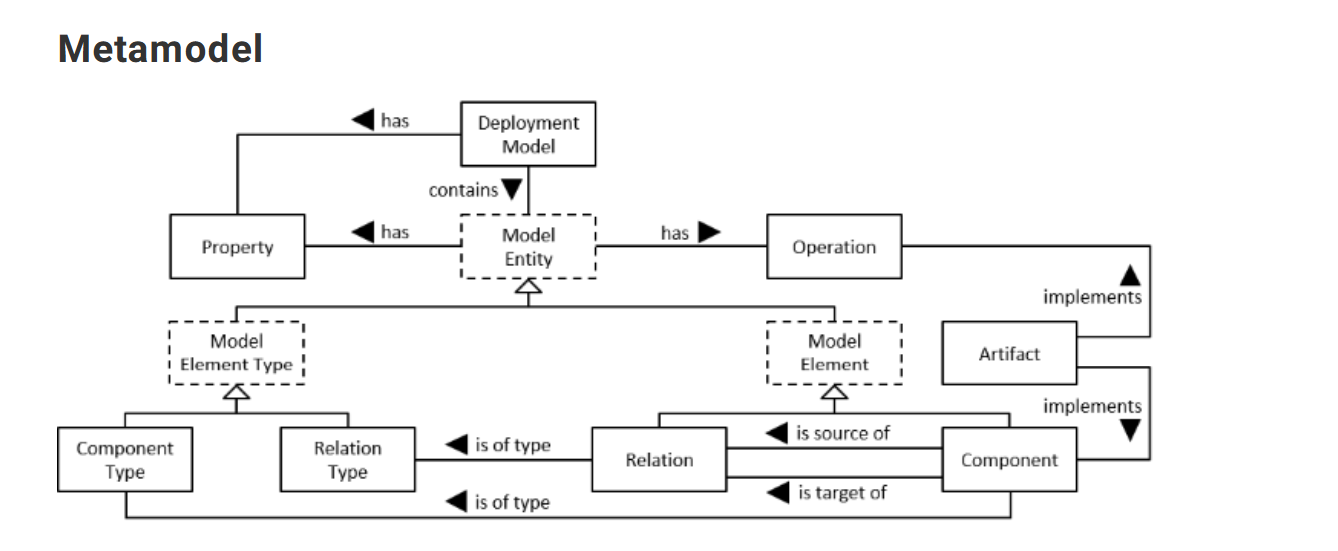 Metamodel
has
Deployment
Model
contains
Property
has
Model
Entity
has
Operation
implements
Model
Element Type
Model
Element
Artifact
implements
Component
Type
Relation
Type
is of type
Relation
is source of
Component
is target of
is of type